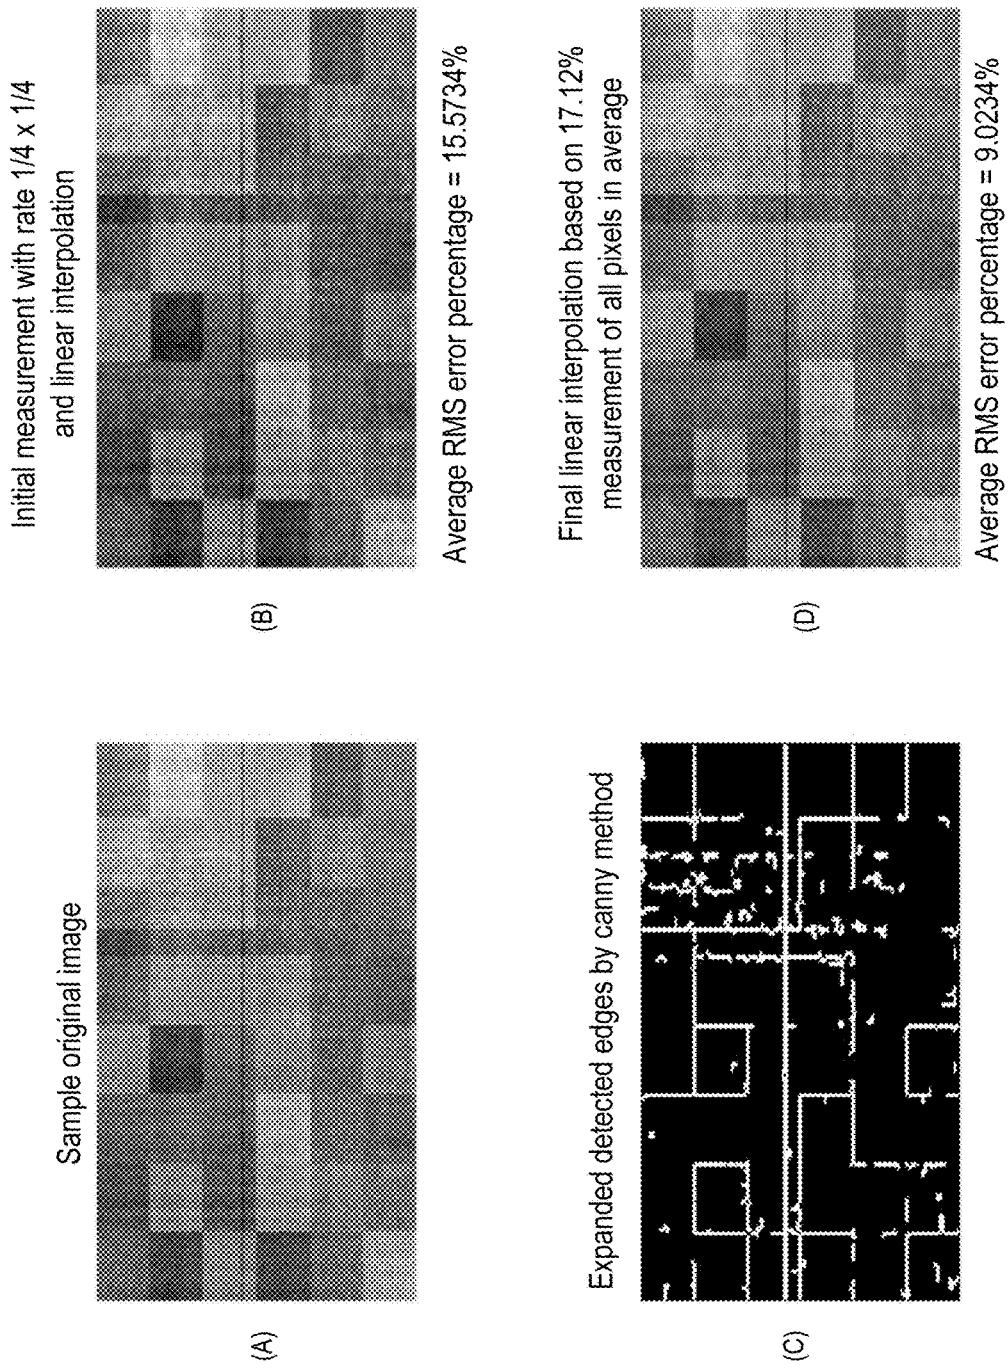 (A)
Sample original image
(B)
Initial measurement with rate 1/4 x 1/4
and linear interpolation
Average RMS error percentage = 15.5734%
(C)
Expanded detected edges by canny method
(D)
Final linear interpolation based on 17.12%
measurement of all pixels in average
Average RMS error percentage = 9.0234%